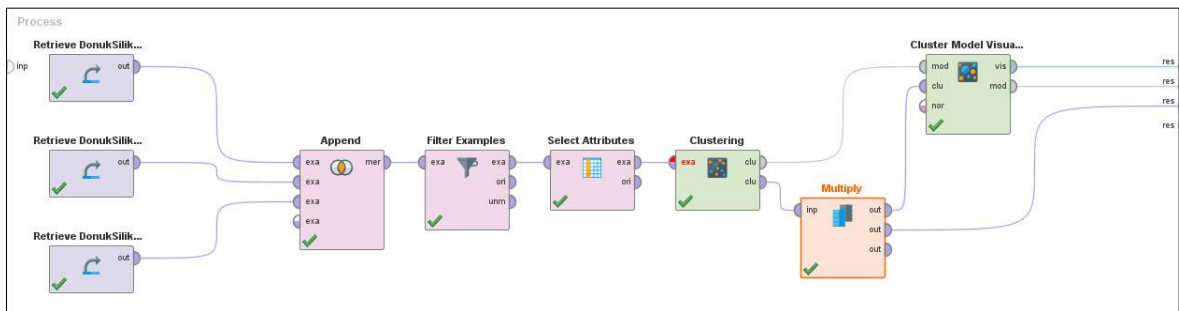 Process
inp
Retrieve DonukSilik...
out
Retrieve DonukSilik...
out
Retrieve DonukSilik...
out
Append
exa
mer
exa
exa
exa
Filter Examples
exa
exa
ori
unm
Select Attributes
exa
exa
ori
Clustering
exa
clu
clu
Multiply
inp
out
out
out
Cluster Model Visua...
mod
vis
clu
mod
nor
res
res
res
res